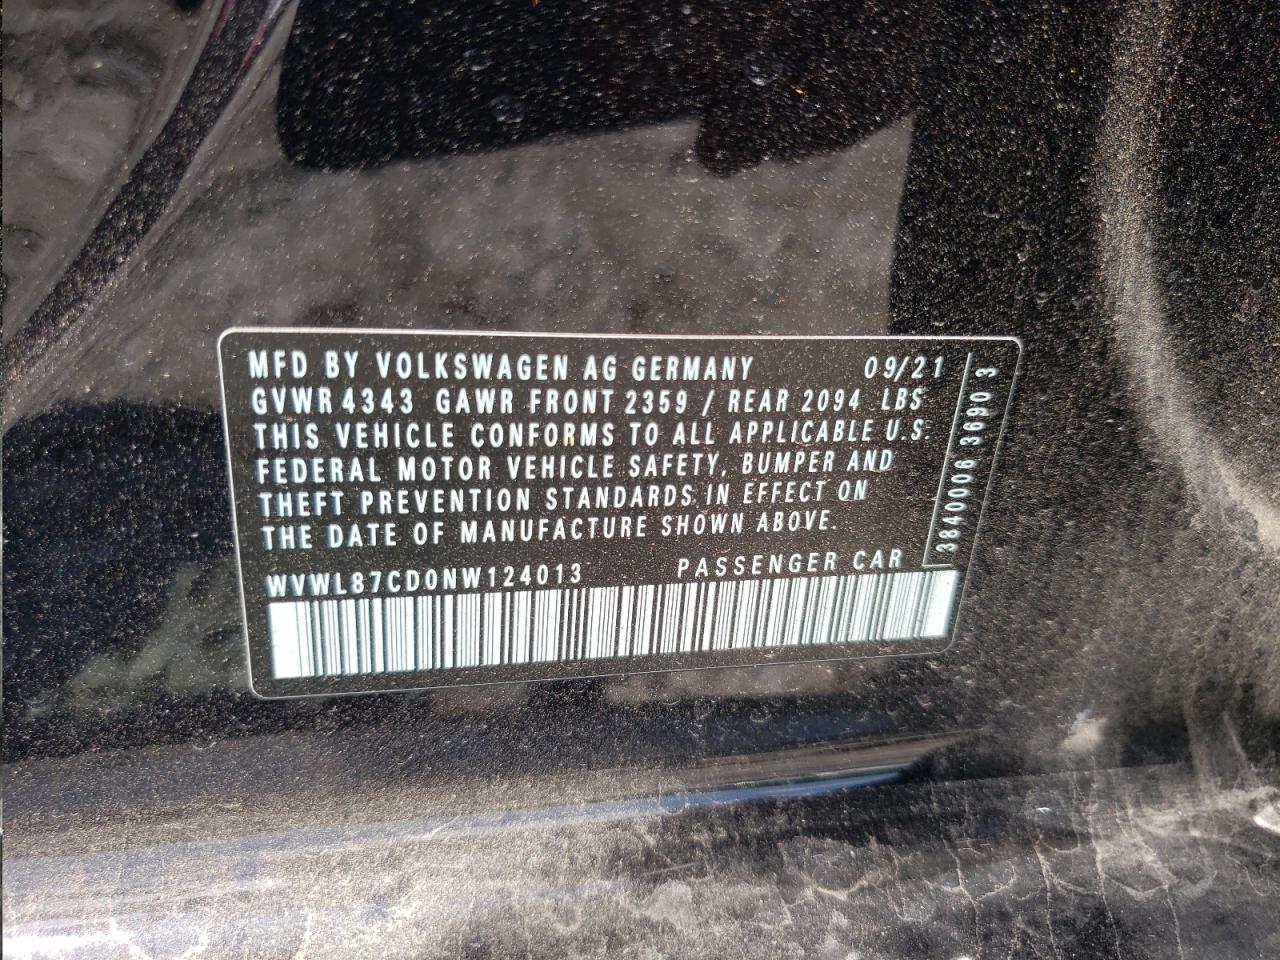 MFD BY VOLKSWAGEN AG GERMANY 09/21
GVWR 4343 GAWR FRONT 2359 / REAR 2094 LBS
THIS VEHICLE CONFORMS TO ALL APPLICABLE U.S.
FEDERAL MOTOR VEHICLE SAFETY, BUMPER AND
THEFT PREVENTION STANDARDS IN EFFECT ON
THE DATE OF MANUFACTURE SHOWN ABOVE.
WVWL87CD0NW124013 PASSENGER CAR
3840006 3690 3